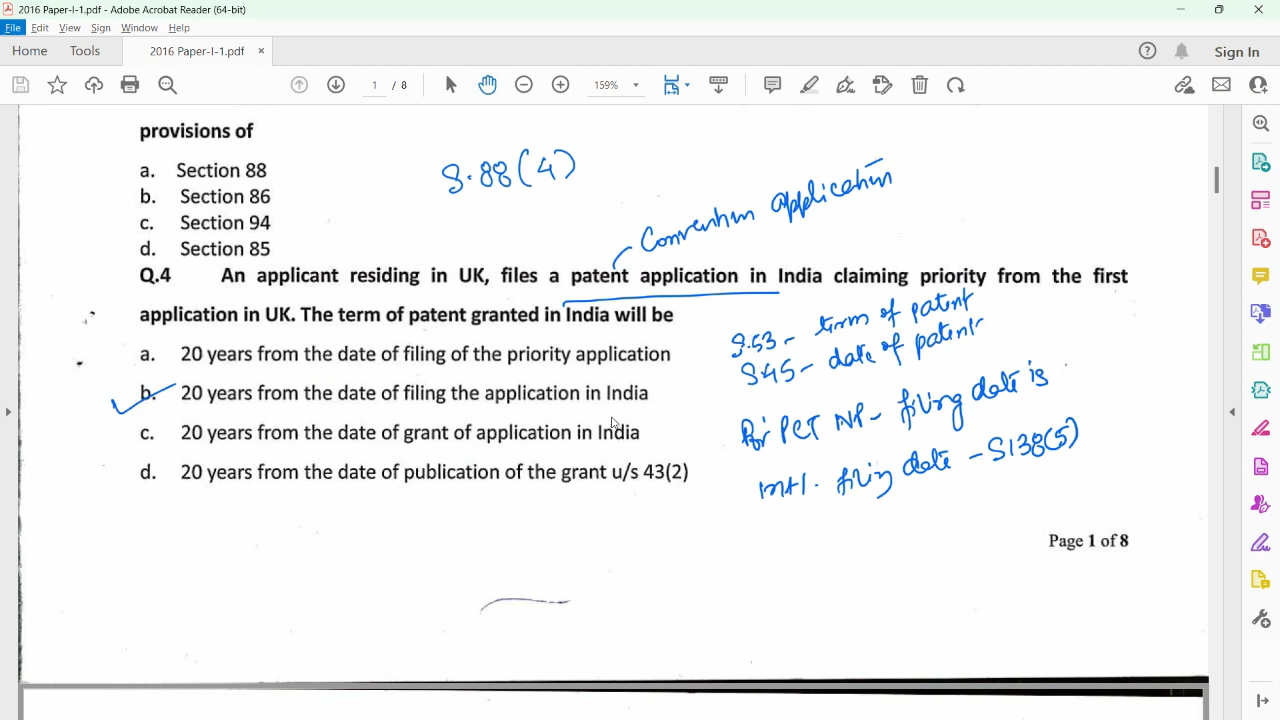 2016 Paper-I-1.pdf - Adobe Acrobat Reader (64-bit)
File Edit View Sign Window Help
Home Tools 2016 Paper-I-1.pdf × Sign In
1 / 8 159%
provisions of
a. Section 88
b. Section 86
c. Section 94
d. Section 85
S.88(4)
Convention application
Q.4 An applicant residing in UK, files a patent application in India claiming priority from the first
application in UK. The term of patent granted in India will be
a. 20 years from the date of filing of the priority application
b. 20 years from the date of filing the application in India
c. 20 years from the date of grant of application in India
d. 20 years from the date of publication of the grant u/s 43(2)
S.53 - term of patent
S45 - date of patent
For PCT NP - filing date is
intl. filing date - S138(5)
Page 1 of 8